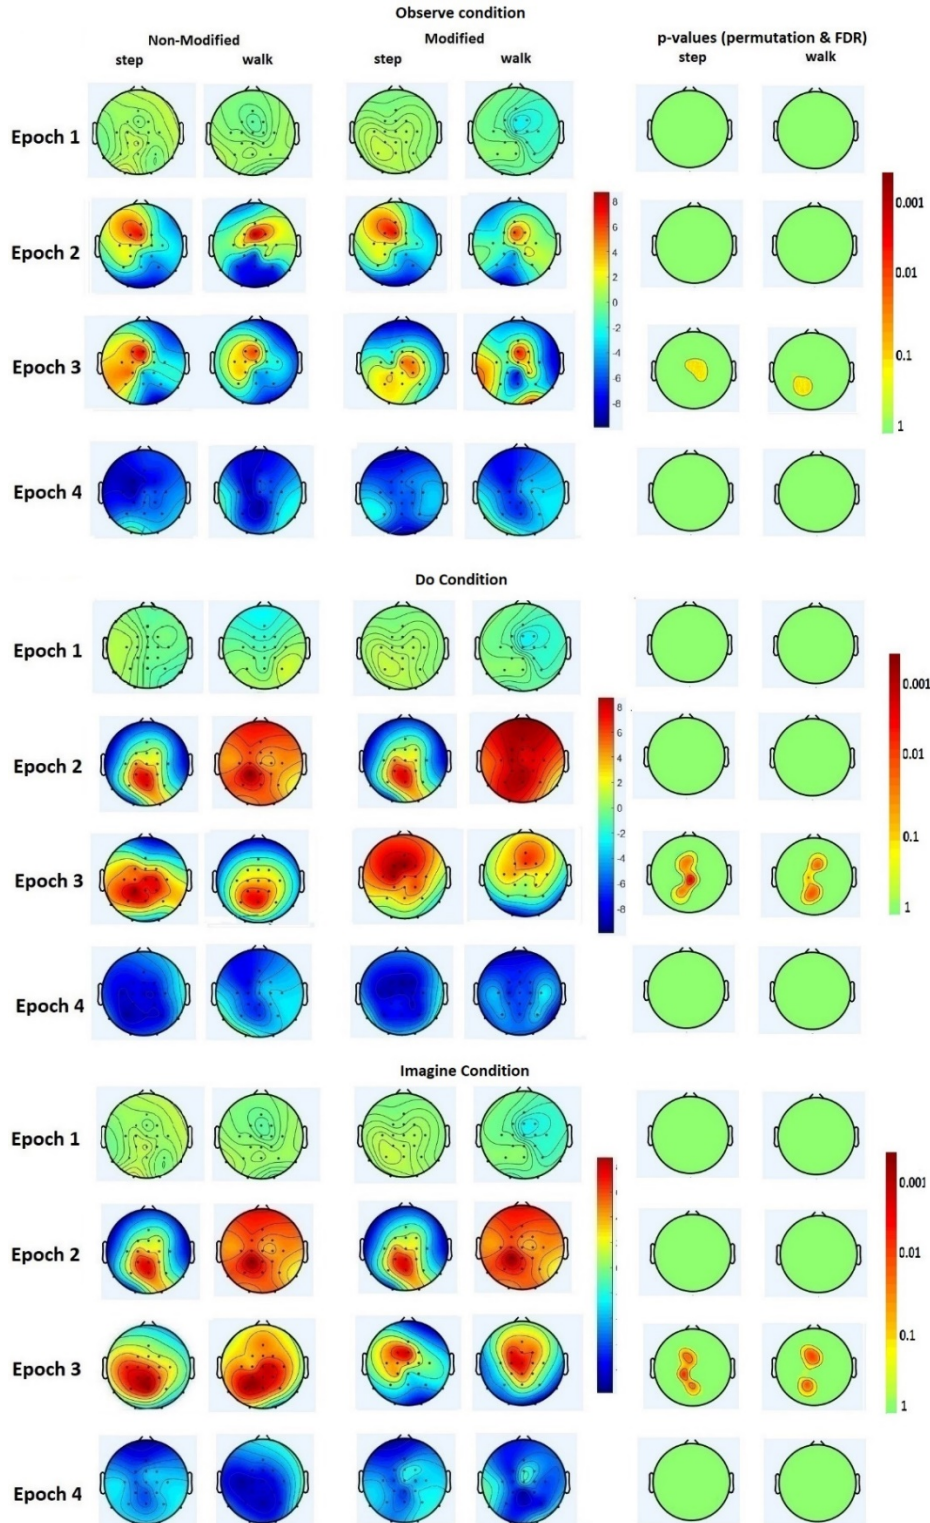 Observe condition
Non-Modified Modified p-values (permutation & FDR)
step walk step walk step walk
Epoch 1
0.001
8
Epoch 2
6
4
0.01
2
0
Epoch 3
-2
0.1
-4
-6
-8
1
Epoch 4
Do Condition
Epoch 1
0.001
8
Epoch 2
6
4
0.01
2
0
0.1
Epoch 3
-2
-4
-6
-8
1
Epoch 4
Imagine Condition
Epoch 1
0.001
Epoch 2
0.01
0.1
Epoch 3
1
Epoch 4